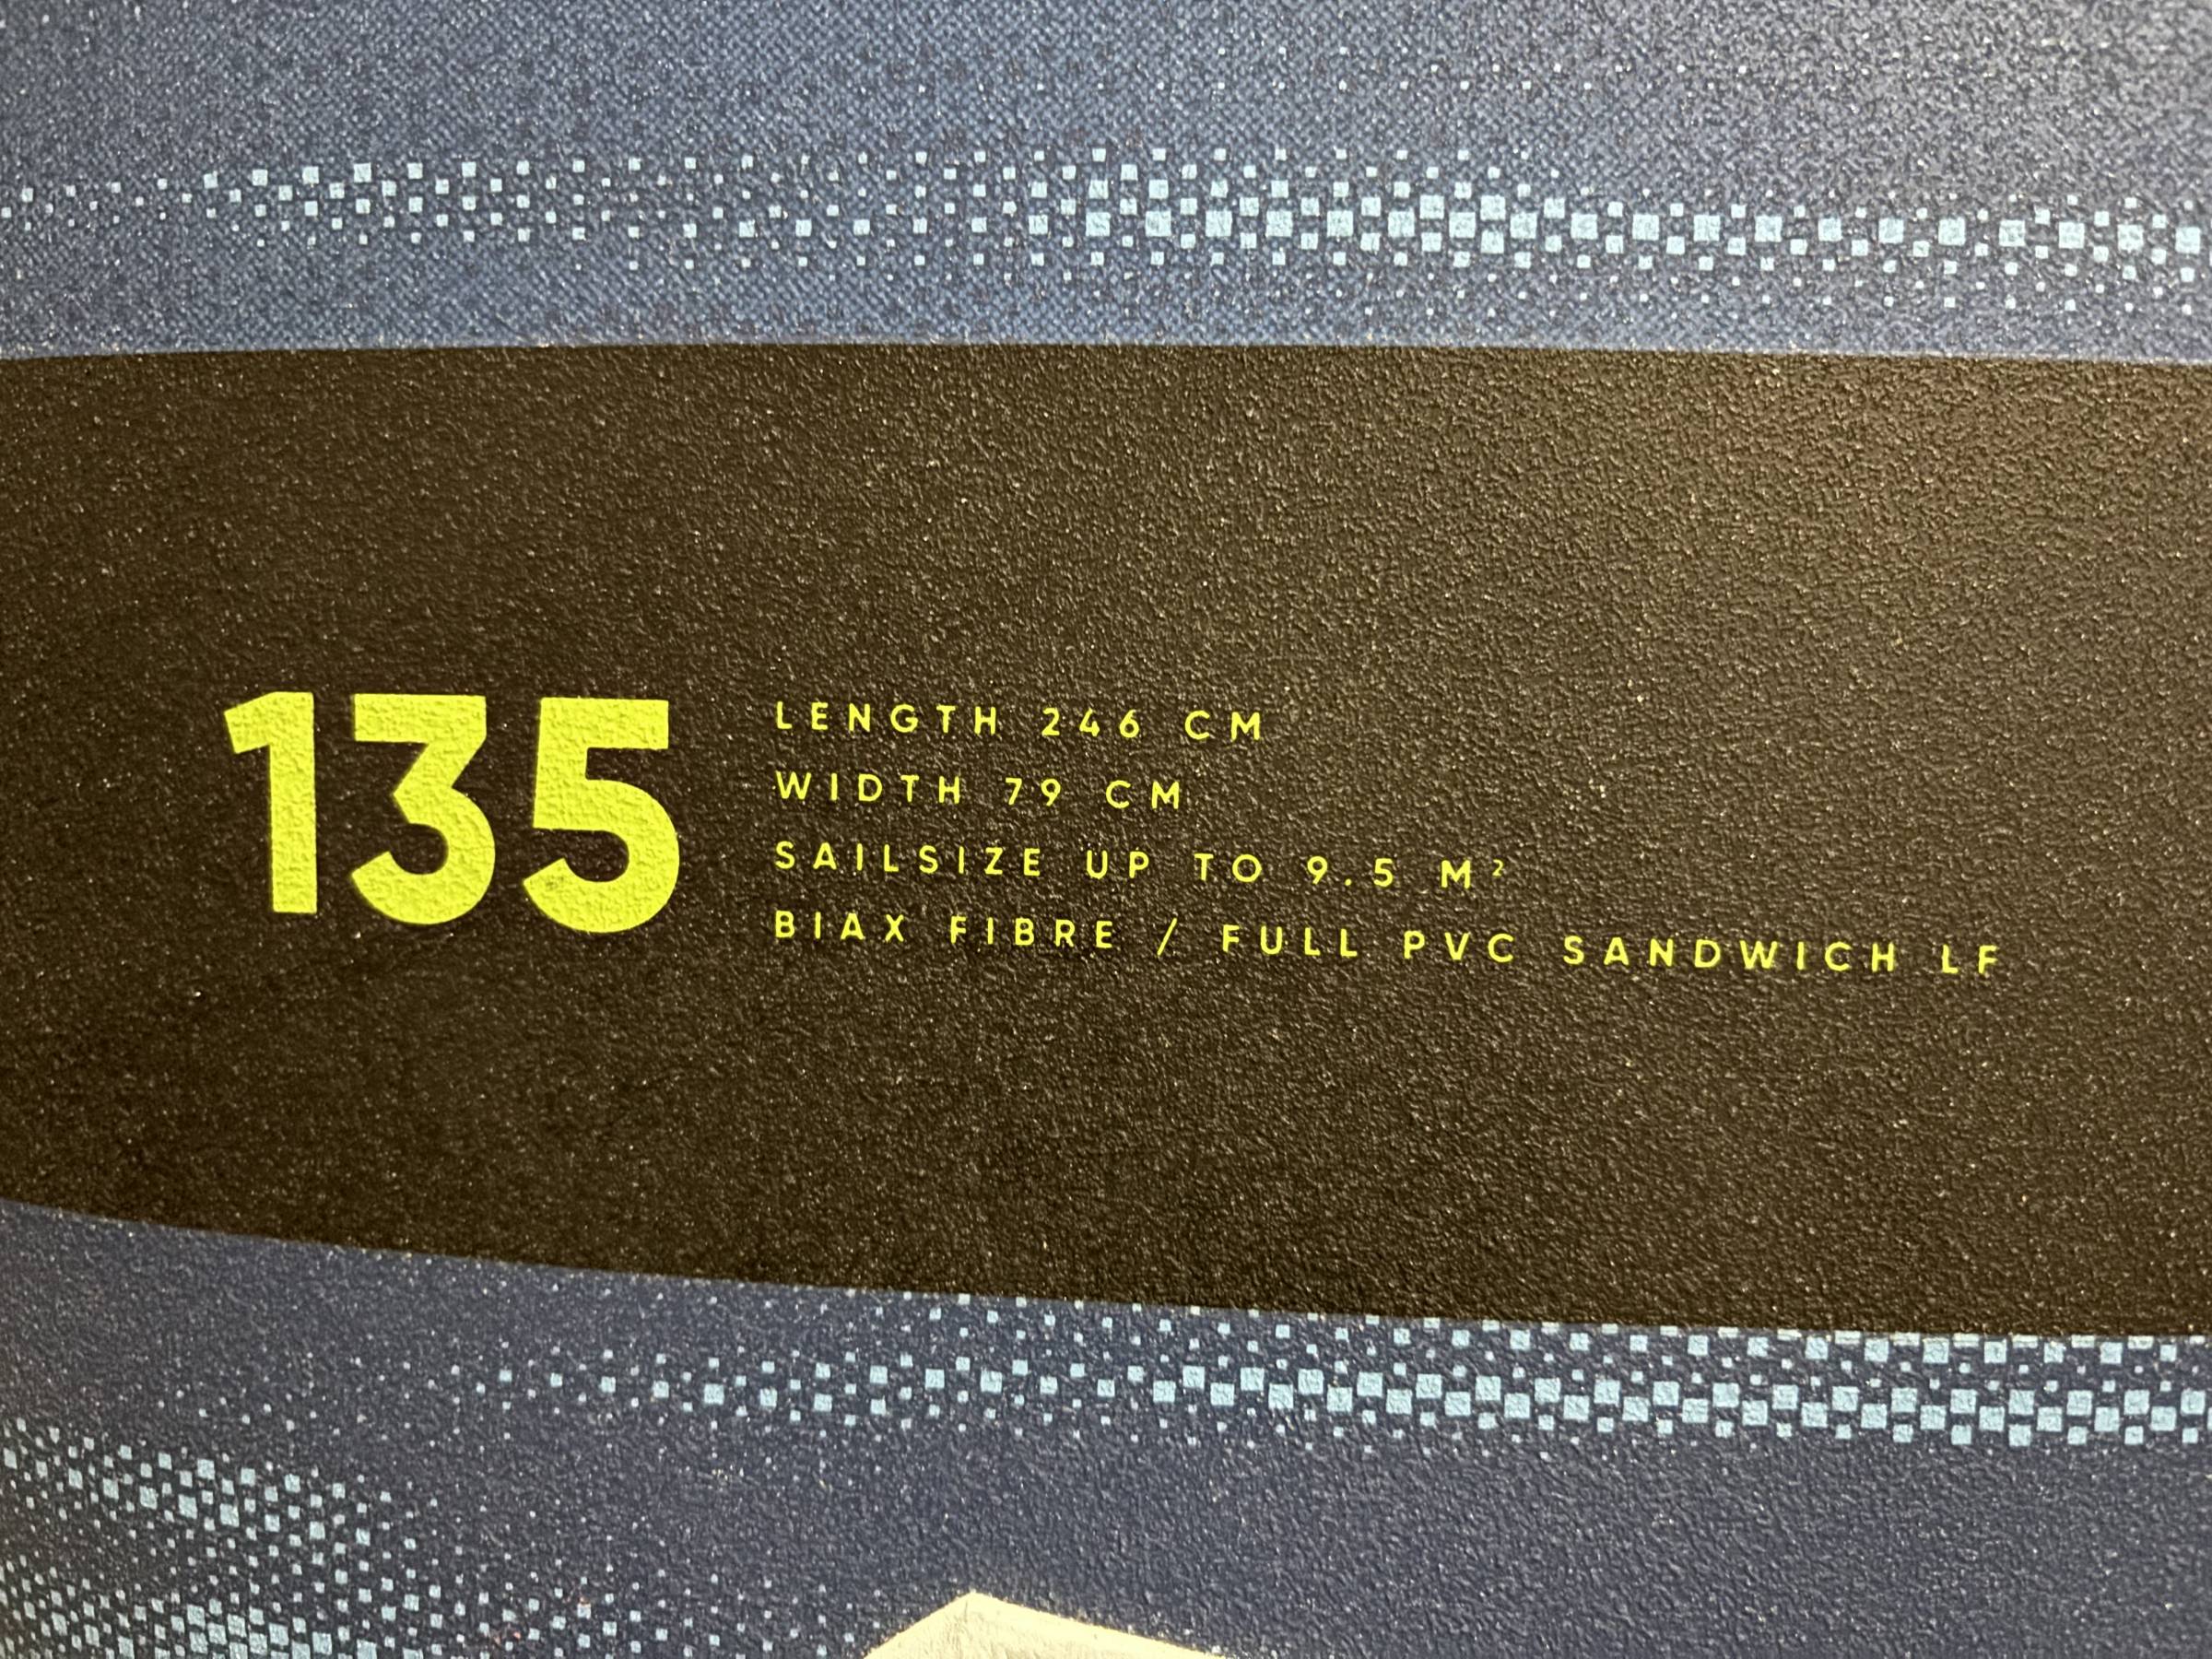 135
LENGTH 246 CM
WIDTH 79 CM
SAILSIZE UP TO 9.5 M²
BIAX FIBRE / FULL PVC SANDWICH LF